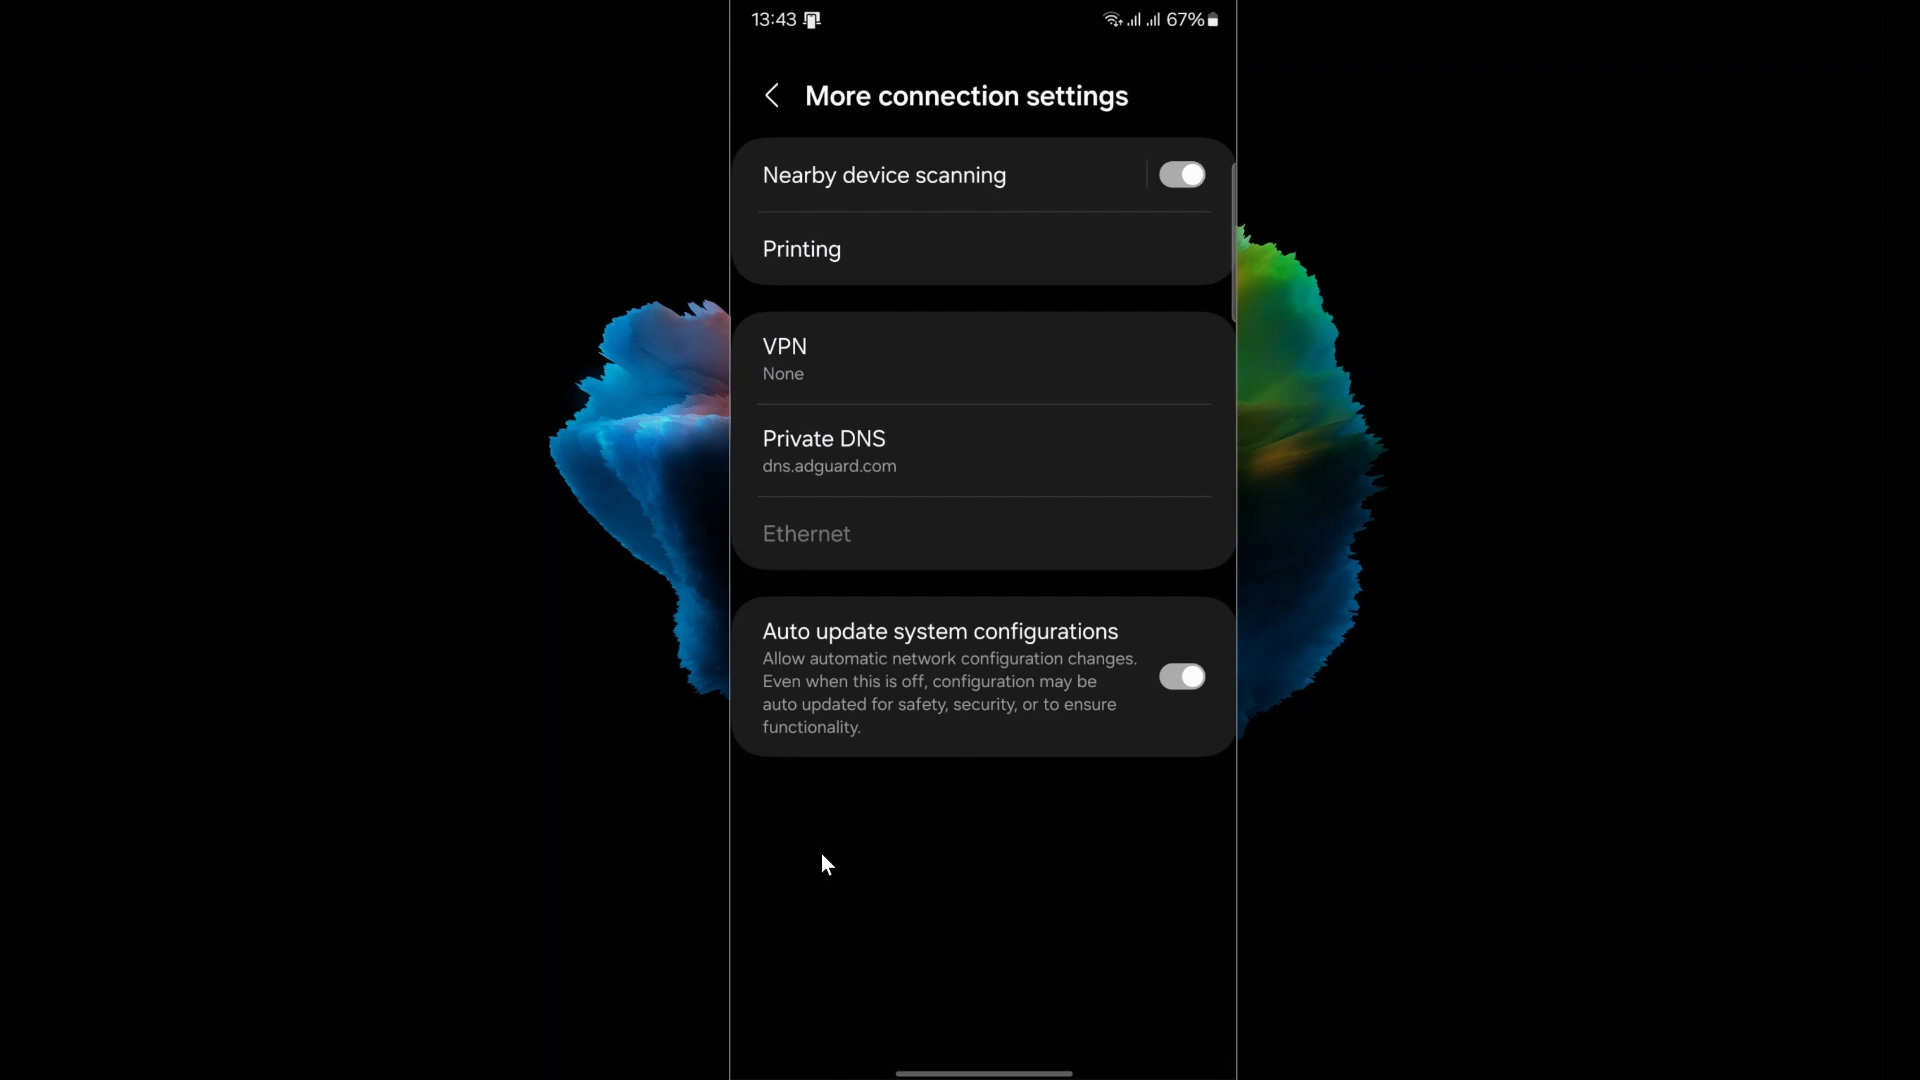 13:43 67%
More connection settings
Nearby device scanning
Printing
VPN
None
Private DNS
dns.adguard.com
Ethernet
Auto update system configurations
Allow automatic network configuration changes.
Even when this is off, configuration may be
auto updated for safety, security, or to ensure
functionality.